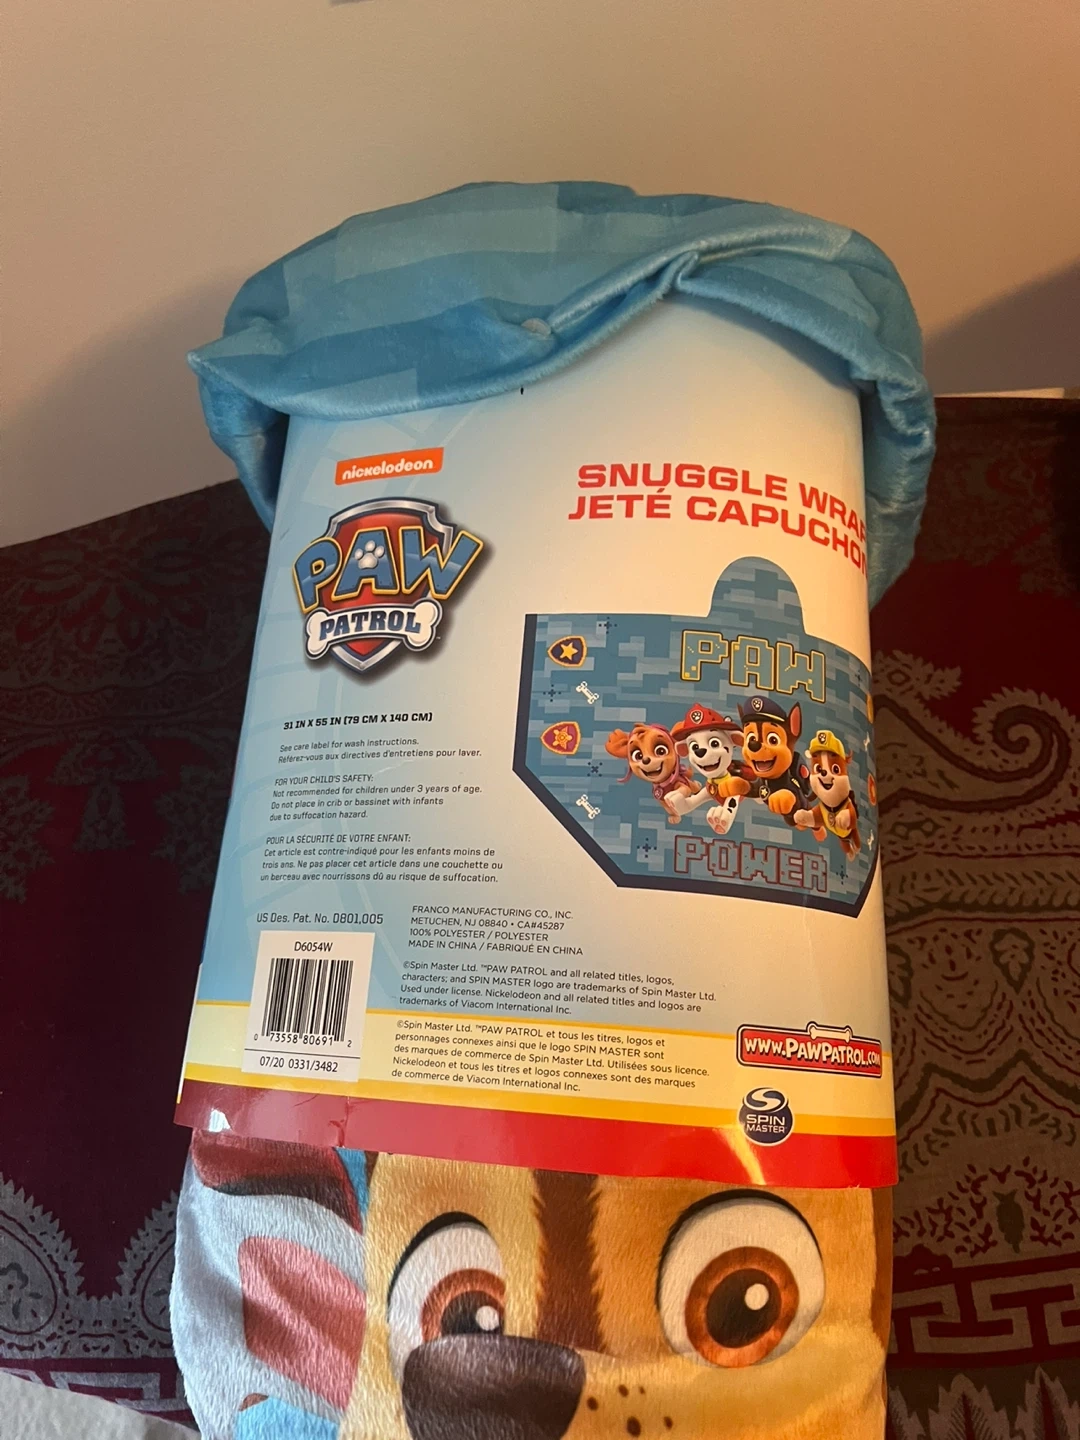 nickelodeon
PAW
PATROL
SNUGGLE WRAP
JETÉ CAPUCHON
PAW
POWER
31 IN X 55 IN (79 CM X 140 CM)
See care label for wash instructions.
Référez-vous aux directives d'entretiens pour laver.
FOR YOUR CHILD'S SAFETY:
Not recommended for children under 3 years of age.
Do not place in crib or bassinet with infants
due to suffocation hazard.
POUR LA SÉCURITÉ DE VOTRE ENFANT:
Cet article est contre-indiqué pour les enfants moins de
trois ans. Ne pas placer cet article dans une couchette ou
un berceau avec nourrissons dû au risque de suffocation.
US Des. Pat. No. D801,005
D6054W
0 73558 80691 2
07/20 0331/3482
FRANCO MANUFACTURING CO., INC.
METUCHEN, NJ 08840 • CA#45287
100% POLYESTER / POLYESTER
MADE IN CHINA / FABRIQUÉ EN CHINA
©Spin Master Ltd. ™PAW PATROL and all related titles, logos,
characters; and SPIN MASTER logo are trademarks of Spin Master Ltd.
Used under license. Nickelodeon and all related titles and logos are
trademarks of Viacom International Inc.
©Spin Master Ltd. ™PAW PATROL et tous les titres, logos et
personnages connexes ainsi que le logo SPIN MASTER sont
des marques de commerce de Spin Master Ltd. Utilisées sous licence.
Nickelodeon et tous les titres et logos connexes sont des marques
de commerce de Viacom International Inc.
WWW.PAWPATROL.COM
SPIN
MASTER